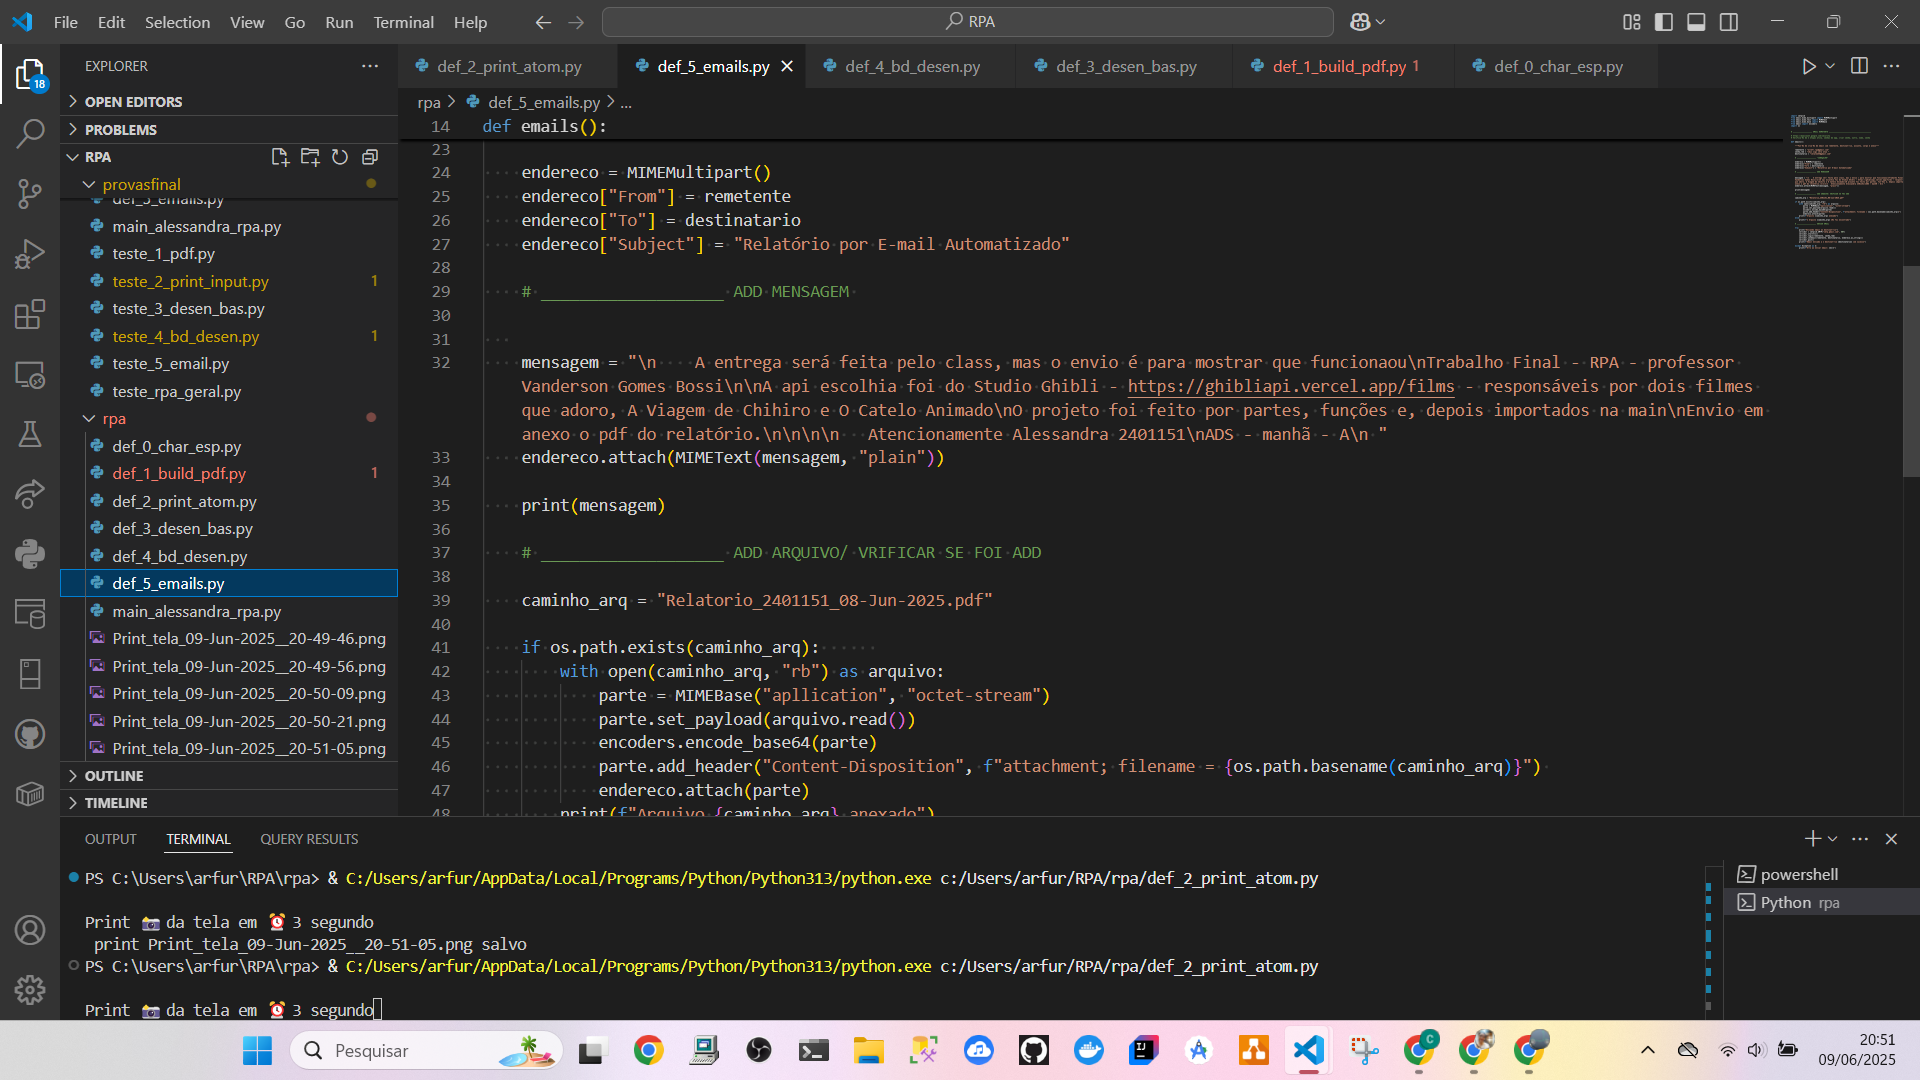 File Edit Selection View Go Run Terminal Help
RPA
EXPLORER
def_2_print_atom.py
def_5_emails.py
def_4_bd_desen.py
def_3_desen_bas.py
def_1_build_pdf.py 1
def_0_char_esp.py
18
OPEN EDITORS
PROBLEMS
RPA
provasfinal
def_5_emails.py
main_alessandra_rpa.py
teste_1_pdf.py
teste_2_print_input.py 1
teste_3_desen_bas.py
teste_4_bd_desen.py 1
teste_5_email.py
teste_rpa_geral.py
rpa
def_0_char_esp.py
def_1_build_pdf.py 1
def_2_print_atom.py
def_3_desen_bas.py
def_4_bd_desen.py
def_5_emails.py
main_alessandra_rpa.py
Print_tela_09-Jun-2025__20-49-46.png
Print_tela_09-Jun-2025__20-49-56.png
Print_tela_09-Jun-2025__20-50-09.png
Print_tela_09-Jun-2025__20-50-21.png
Print_tela_09-Jun-2025__20-51-05.png
OUTLINE
TIMELINE
rpa > def_5_emails.py > ...
14 def emails():
23
24 endereco = MIMEMultipart()
25 endereco["From"] = remetente
26 endereco["To"] = destinatario
27 endereco["Subject"] = "Relatório por E-mail Automatizado"
28
29 # ___________________ ADD MENSAGEM
30
31
32 mensagem = "\n    A entrega será feita pelo class, mas o envio é para mostrar que funcionaou\nTrabalho Final - RPA - professor
Vanderson Gomes Bossi\n\nA api escolhia foi do Studio Ghibli - https://ghibliapi.vercel.app/films - responsáveis por dois filmes
que adoro, A Viagem de Chihiro e O Catelo Animado\nO projeto foi feito por partes, funções e, depois importados na main\nEnvio em
anexo o pdf do relatório.\n\n\n\n   Atencionamente Alessandra 2401151\nADS - manhã - A\n "
33 endereco.attach(MIMEText(mensagem, "plain"))
34
35 print(mensagem)
36
37 # ___________________ ADD ARQUIVO/ VRIFICAR SE FOI ADD
38
39 caminho_arq = "Relatorio_2401151_08-Jun-2025.pdf"
40
41 if os.path.exists(caminho_arq):
42 with open(caminho_arq, "rb") as arquivo:
43 parte = MIMEBase("apllication", "octet-stream")
44 parte.set_payload(arquivo.read())
45 encoders.encode_base64(parte)
46 parte.add_header("Content-Disposition", f"attachment; filename = {os.path.basename(caminho_arq)}")
47 endereco.attach(parte)
48 print(f"Arquivo {caminho_arq} anexado")
OUTPUT TERMINAL QUERY RESULTS
PS C:\Users\arfur\RPA\rpa> & C:/Users/arfur/AppData/Local/Programs/Python/Python313/python.exe c:/Users/arfur/RPA/rpa/def_2_print_atom.py
Print 📷 da tela em ⏰ 3 segundo
print Print_tela_09-Jun-2025__20-51-05.png salvo
PS C:\Users\arfur\RPA\rpa> & C:/Users/arfur/AppData/Local/Programs/Python/Python313/python.exe c:/Users/arfur/RPA/rpa/def_2_print_atom.py
Print 📷 da tela em ⏰ 3 segundo
powershell
Python rpa
Pesquisar
20:51
09/06/2025